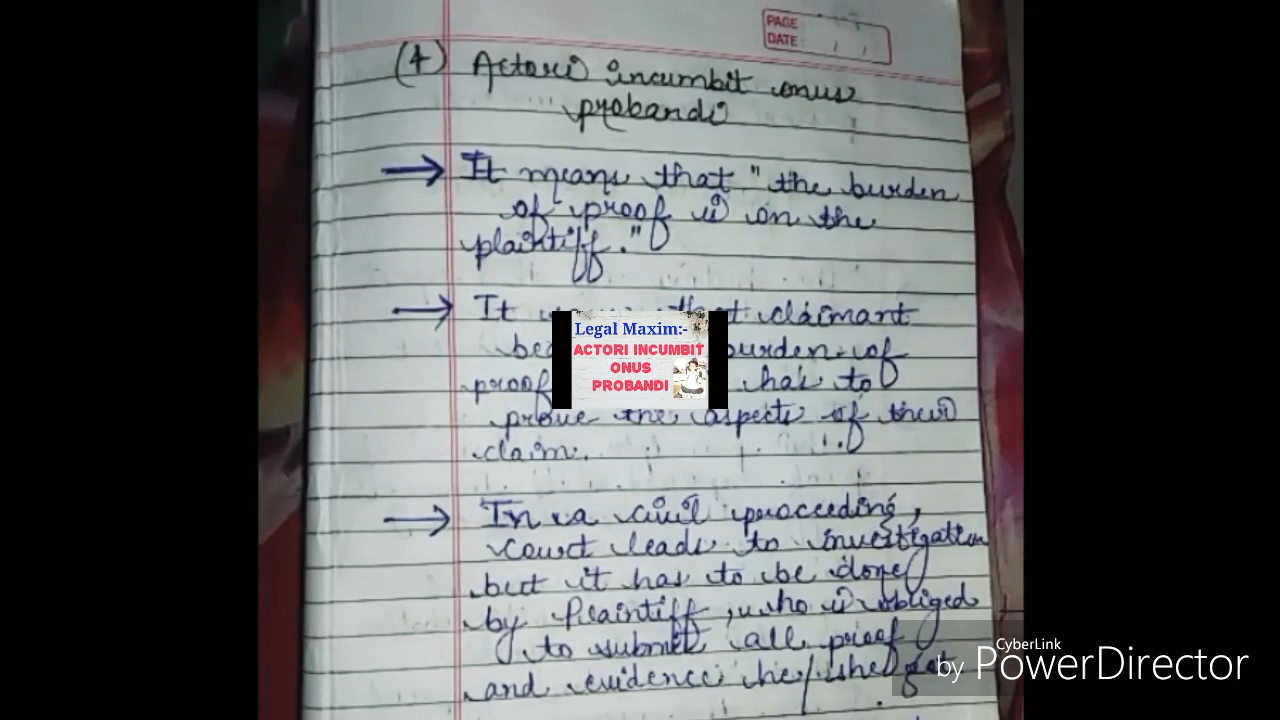 PAGE
DATE
(4) Actori incumbit onus
probandi
→ It means that "the burden
of proof is on the
plaintiff."
→ It that claimant
burden of
proof has to
prove the aspects of their
claim.
Legal Maxim:-
ACTORI INCUMBIT
ONUS
PROBANDI
→ In a civil proceeding,
court leads to investigation
but it has to be done
by Plaintiff, who is obliged
to submit all proof
and evidence he/she got
CyberLink
by PowerDirector